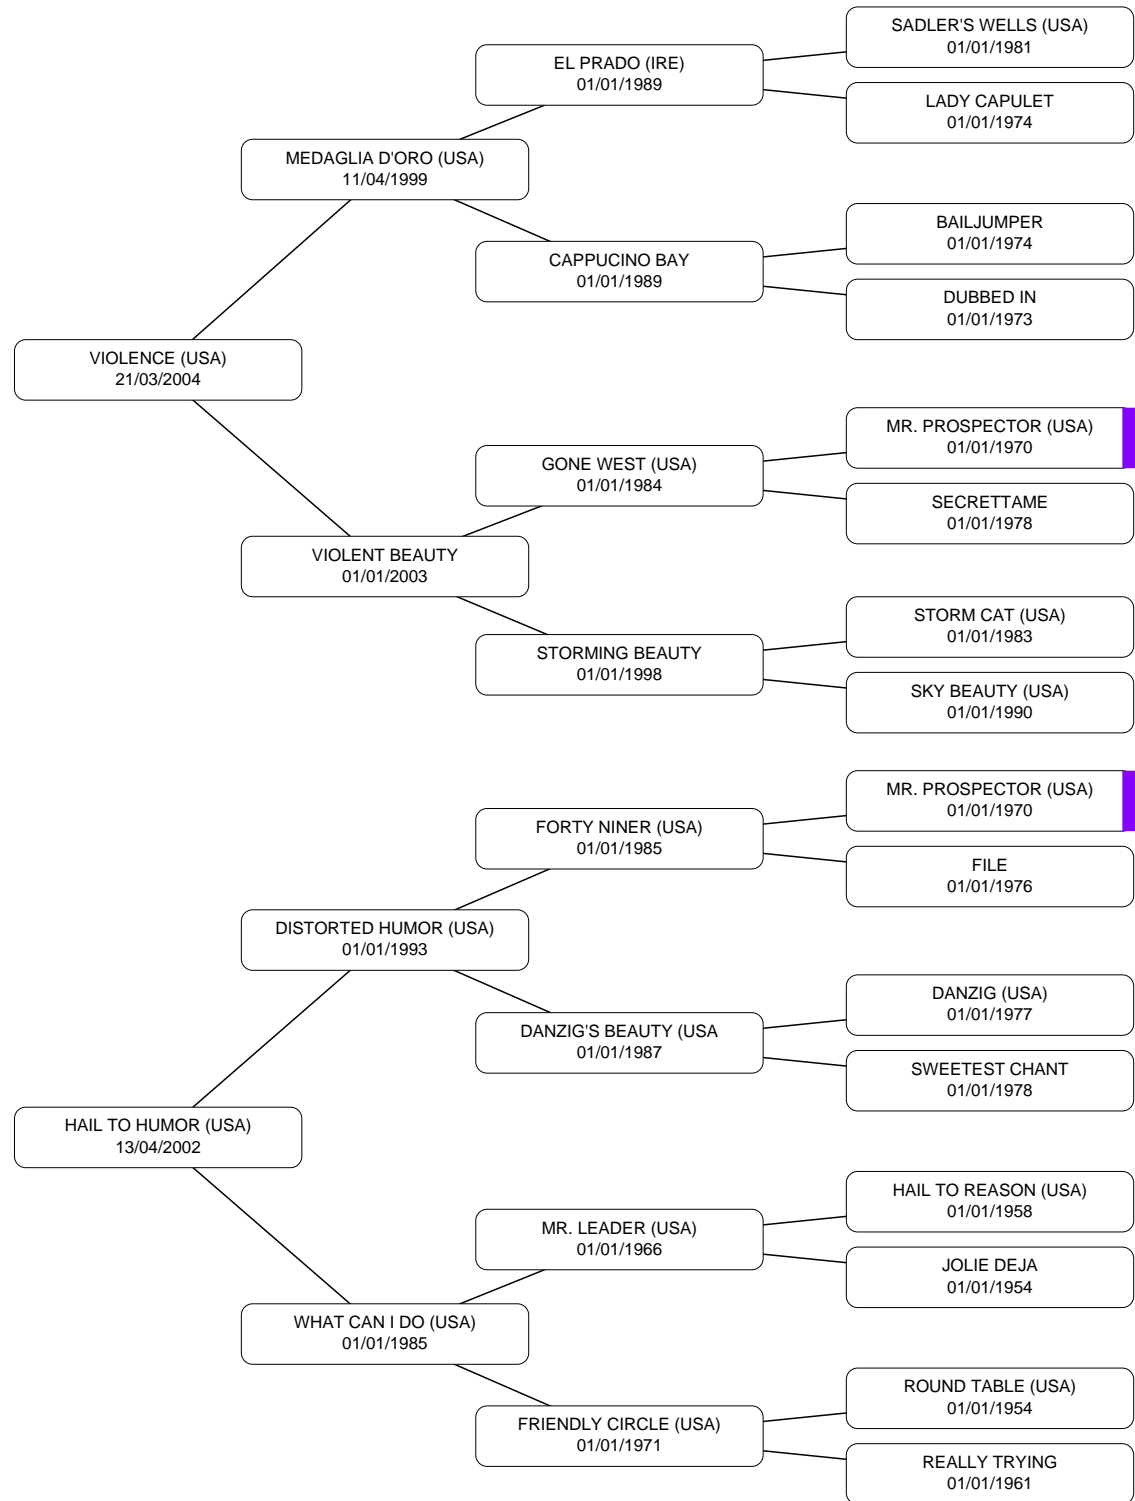 SADLER'S WELLS (USA)
01/01/1981
EL PRADO (IRE)
01/01/1989
LADY CAPULET
01/01/1974
MEDAGLIA D'ORO (USA)
11/04/1999
BAILJUMPER
01/01/1974
CAPPUCINO BAY
01/01/1989
DUBBED IN
01/01/1973
VIOLENCE (USA)
21/03/2004
MR. PROSPECTOR (USA)
01/01/1970
GONE WEST (USA)
01/01/1984
SECRETTAME
01/01/1978
VIOLENT BEAUTY
01/01/2003
STORM CAT (USA)
01/01/1983
STORMING BEAUTY
01/01/1998
SKY BEAUTY (USA)
01/01/1990
MR. PROSPECTOR (USA)
01/01/1970
FORTY NINER (USA)
01/01/1985
FILE
01/01/1976
DISTORTED HUMOR (USA)
01/01/1993
DANZIG (USA)
01/01/1977
DANZIG'S BEAUTY (USA
01/01/1987
SWEETEST CHANT
01/01/1978
HAIL TO HUMOR (USA)
13/04/2002
HAIL TO REASON (USA)
01/01/1958
MR. LEADER (USA)
01/01/1966
JOLIE DEJA
01/01/1954
WHAT CAN I DO (USA)
01/01/1985
ROUND TABLE (USA)
01/01/1954
FRIENDLY CIRCLE (USA)
01/01/1971
REALLY TRYING
01/01/1961